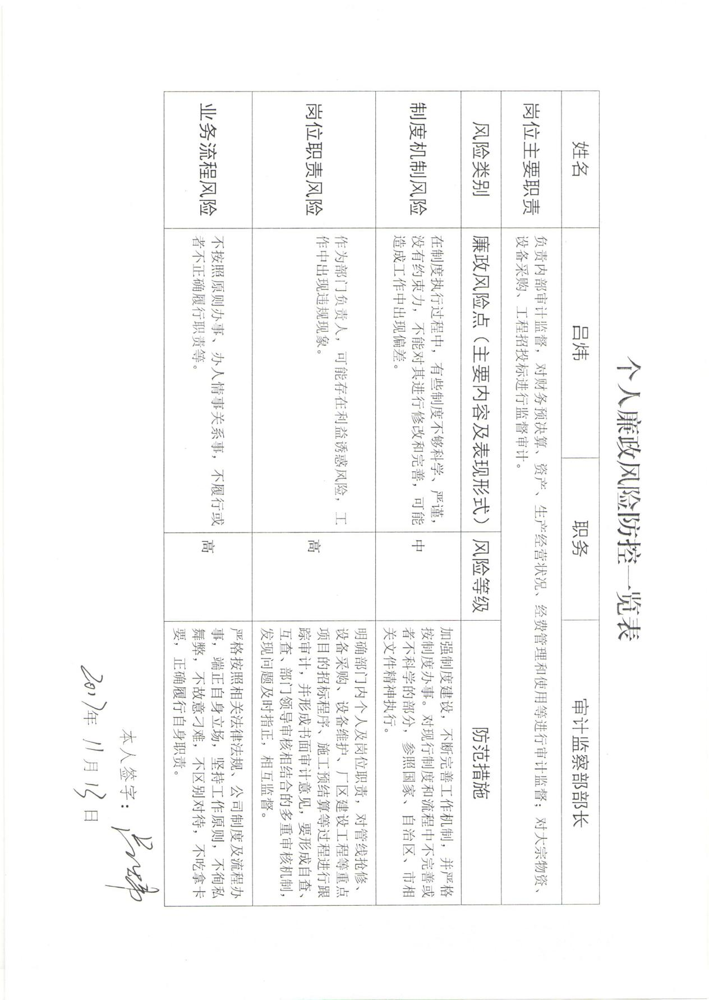 个人廉政风险防控一览表
姓名
吕炜
职务
审计监察部部长
岗位主要职责
负责内部审计监督，对财务预决算、资产、生产经营状况、经费管理和使用等进行审计监督；对大宗物资、
设备采购、工程招投标进行监督审计。
风险类别
廉政风险点（主要内容及表现形式）
风险等级
防范措施
制度机制风险
在制度执行过程中，有些制度不够科学、严谨，
没有约束力，不能对其进行修改和完善，可能
造成工作中出现偏差。
中
加强制度建设，不断完善工作机制，并严格
按制度办事。对现行制度和流程中不完善或
者不科学的部分，参照国家、自治区、市相
关文件精神执行。
岗位职责风险
作为部门负责人，可能存在利益诱惑风险，工
作中出现违规现象。
高
明确部门内个人及岗位职责，对管线抢修、
设备采购、设备维护、厂区建设工程等重点
项目的招标程序、施工预结算等过程进行跟
踪审计，并形成书面审计意见，要形成自查、
互查、部门领导审核相结合的多重审核机制，
发现问题及时指正，相互监督。
业务流程风险
不按照原则办事、办人情事关系事，不履行或
者不正确履行职责等。
高
严格按照相关法律法规、公司制度及流程办
事，端正自身立场，坚持工作原则，不徇私
舞弊，不故意刁难，不区别对待，不吃拿卡
要，正确履行自身职责。
本人签字：吕炜
2017年 11月 15日